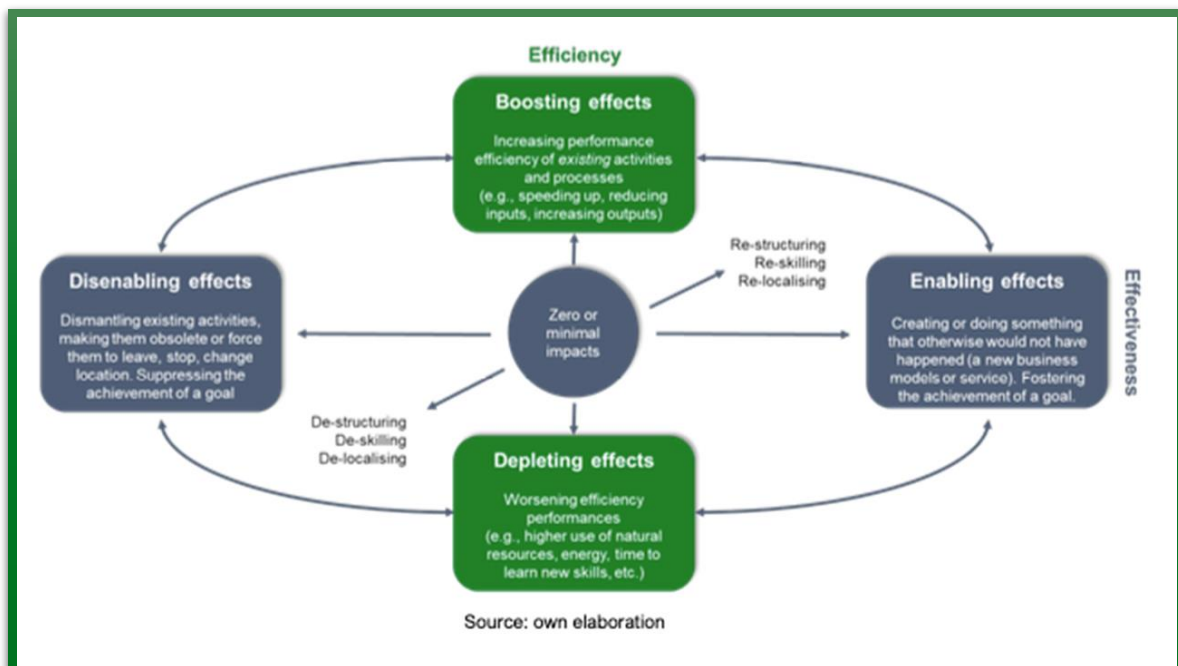 Efficiency
Boosting effects
Increasing performance
efficiency of existing activities
and processes
(e.g., speeding up, reducing
inputs, increasing outputs)
Re-structuring
Re-skilling
Re-localising
Disenabling effects
Dismantling existing activities,
making them obsolete or force
them to leave, stop, change
location. Suppressing the
achievement of a goal
Zero or
minimal
impacts
Enabling effects
Creating or doing something
that otherwise would not have
happened (a new business
models or service). Fostering
the achievement of a goal.
Effectiveness
De-structuring
De-skilling
De-localising
Depleting effects
Worsening efficiency
performances
(e.g., higher use of natural
resources, energy, time to
learn new skills, etc.)
Source: own elaboration